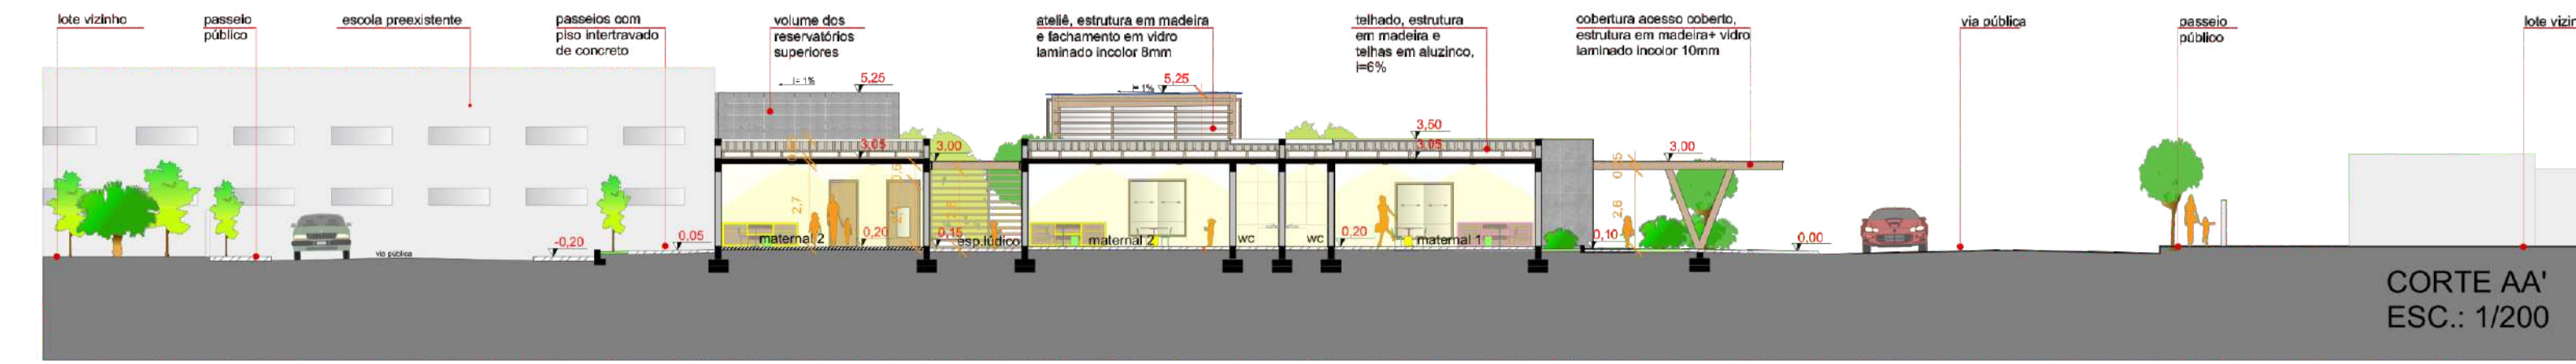 lote vizinho
passeio
público
escola preexistente
passeios com
piso intertravado
de concreto
volume dos
reservatórios
superiores
ateliê, estrutura em madeira
e fachamento em vidro
laminado incolor 8mm
telhado, estrutura
em madeira e
telhas em aluzinco,
i=6%
cobertura acesso coberto,
estrutura em madeira+ vidro
laminado incolor 10mm
via pública
passeio
público
lote vizin
i= 1%
5,25
i= 1%
5,25
3,50
3,05
3,00
3,05
3,00
2,7
2,6
-0,20
0,05
0,20
0,15
0,20
0,10
0,00
maternal 2
esp.lúdico
maternal 2
wc
wc
maternal 1
via pública
CORTE AA'
ESC.: 1/200